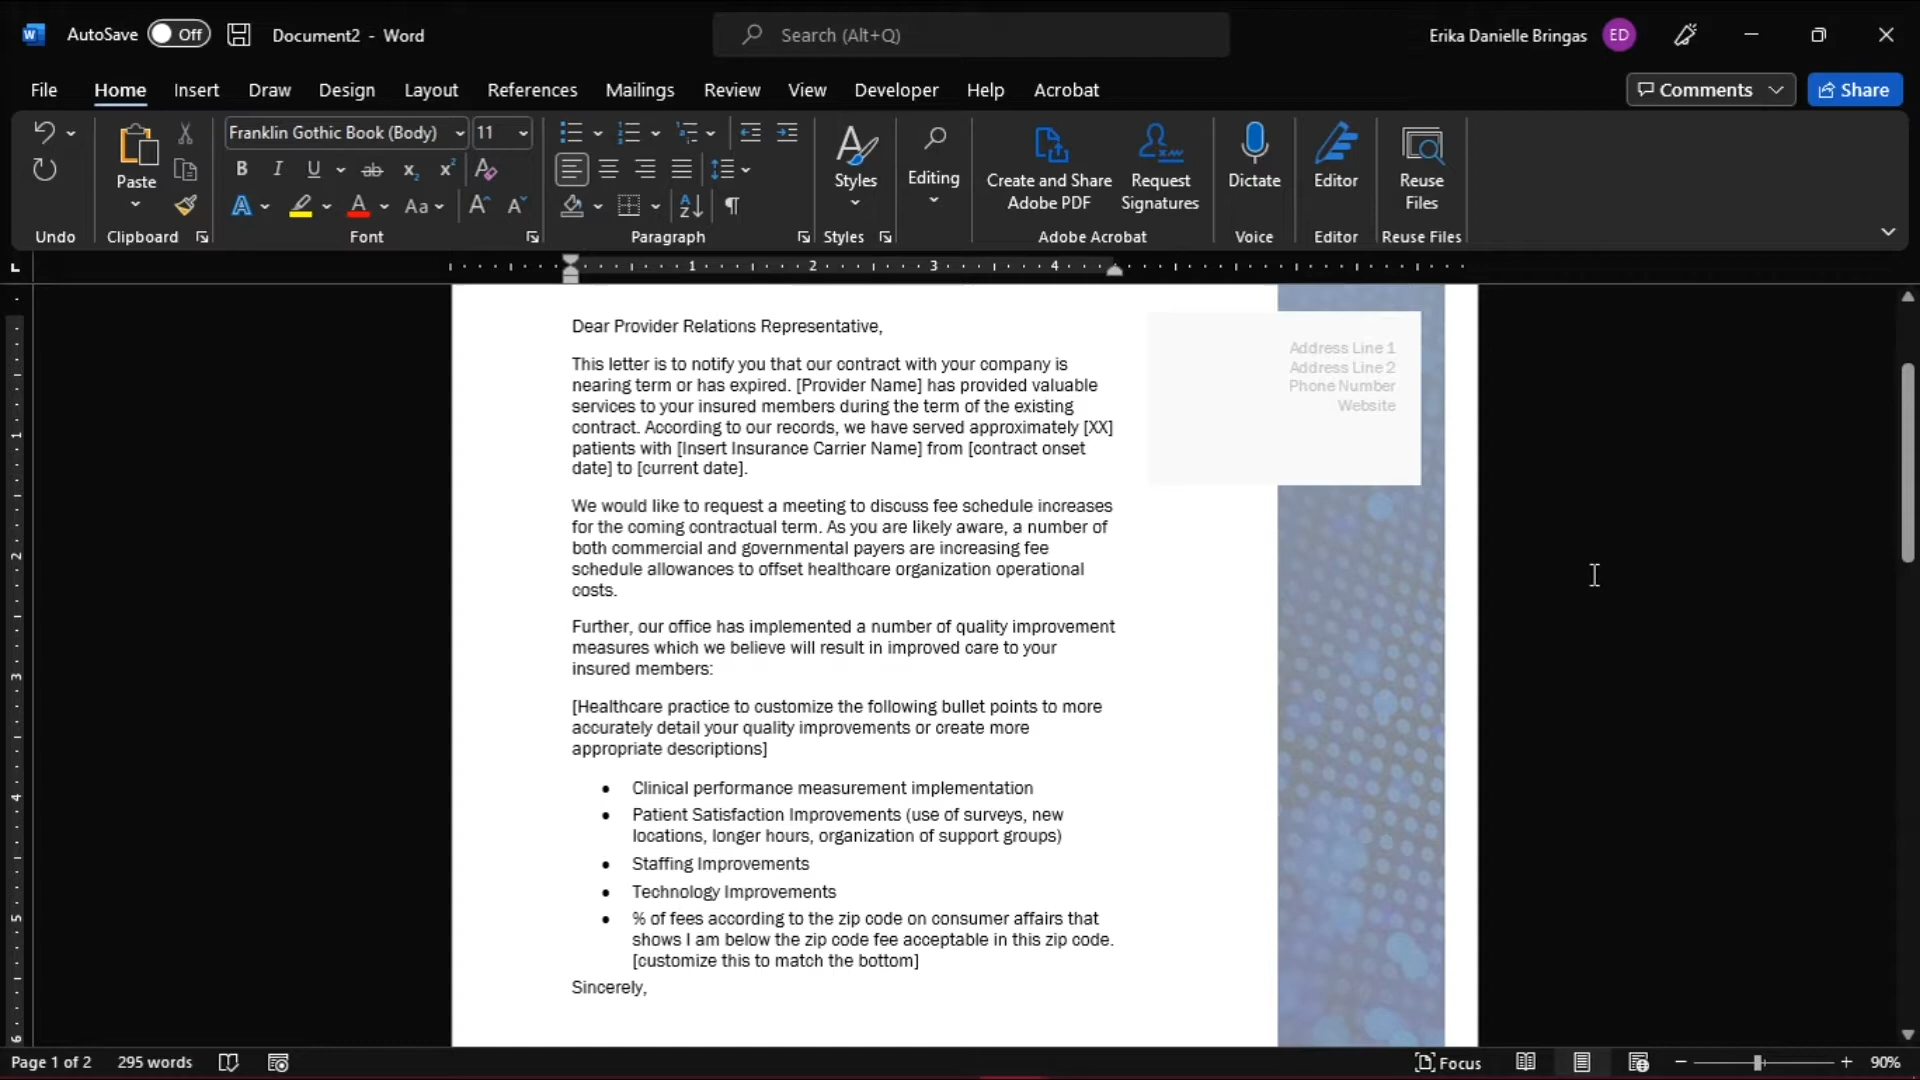 AutoSave Off Document2 - Word Search (Alt+Q) Erika Danielle Bringas ED
File Home Insert Draw Design Layout References Mailings Review View Developer Help Acrobat Comments Share
Franklin Gothic Book (Body) 11
Paste Styles Editing Create and Share Adobe PDF Request Signatures Dictate Editor Reuse Files
Undo Clipboard Font Paragraph Styles Adobe Acrobat Voice Editor Reuse Files
1 2 3 4
Dear Provider Relations Representative,
This letter is to notify you that our contract with your company is
nearing term or has expired. [Provider Name] has provided valuable
services to your insured members during the term of the existing
contract. According to our records, we have served approximately [XX]
patients with [Insert Insurance Carrier Name] from [contract onset
date] to [current date].
We would like to request a meeting to discuss fee schedule increases
for the coming contractual term. As you are likely aware, a number of
both commercial and governmental payers are increasing fee
schedule allowances to offset healthcare organization operational
costs.
Further, our office has implemented a number of quality improvement
measures which we believe will result in improved care to your
insured members:
[Healthcare practice to customize the following bullet points to more
accurately detail your quality improvements or create more
appropriate descriptions]
• Clinical performance measurement implementation
• Patient Satisfaction Improvements (use of surveys, new
locations, longer hours, organization of support groups)
• Staffing Improvements
• Technology Improvements
• % of fees according to the zip code on consumer affairs that
shows I am below the zip code fee acceptable in this zip code.
[customize this to match the bottom]
Sincerely,
Address Line 1
Address Line 2
Phone Number
Website
1
2
3
4
5
6
Page 1 of 2 295 words Focus 90%